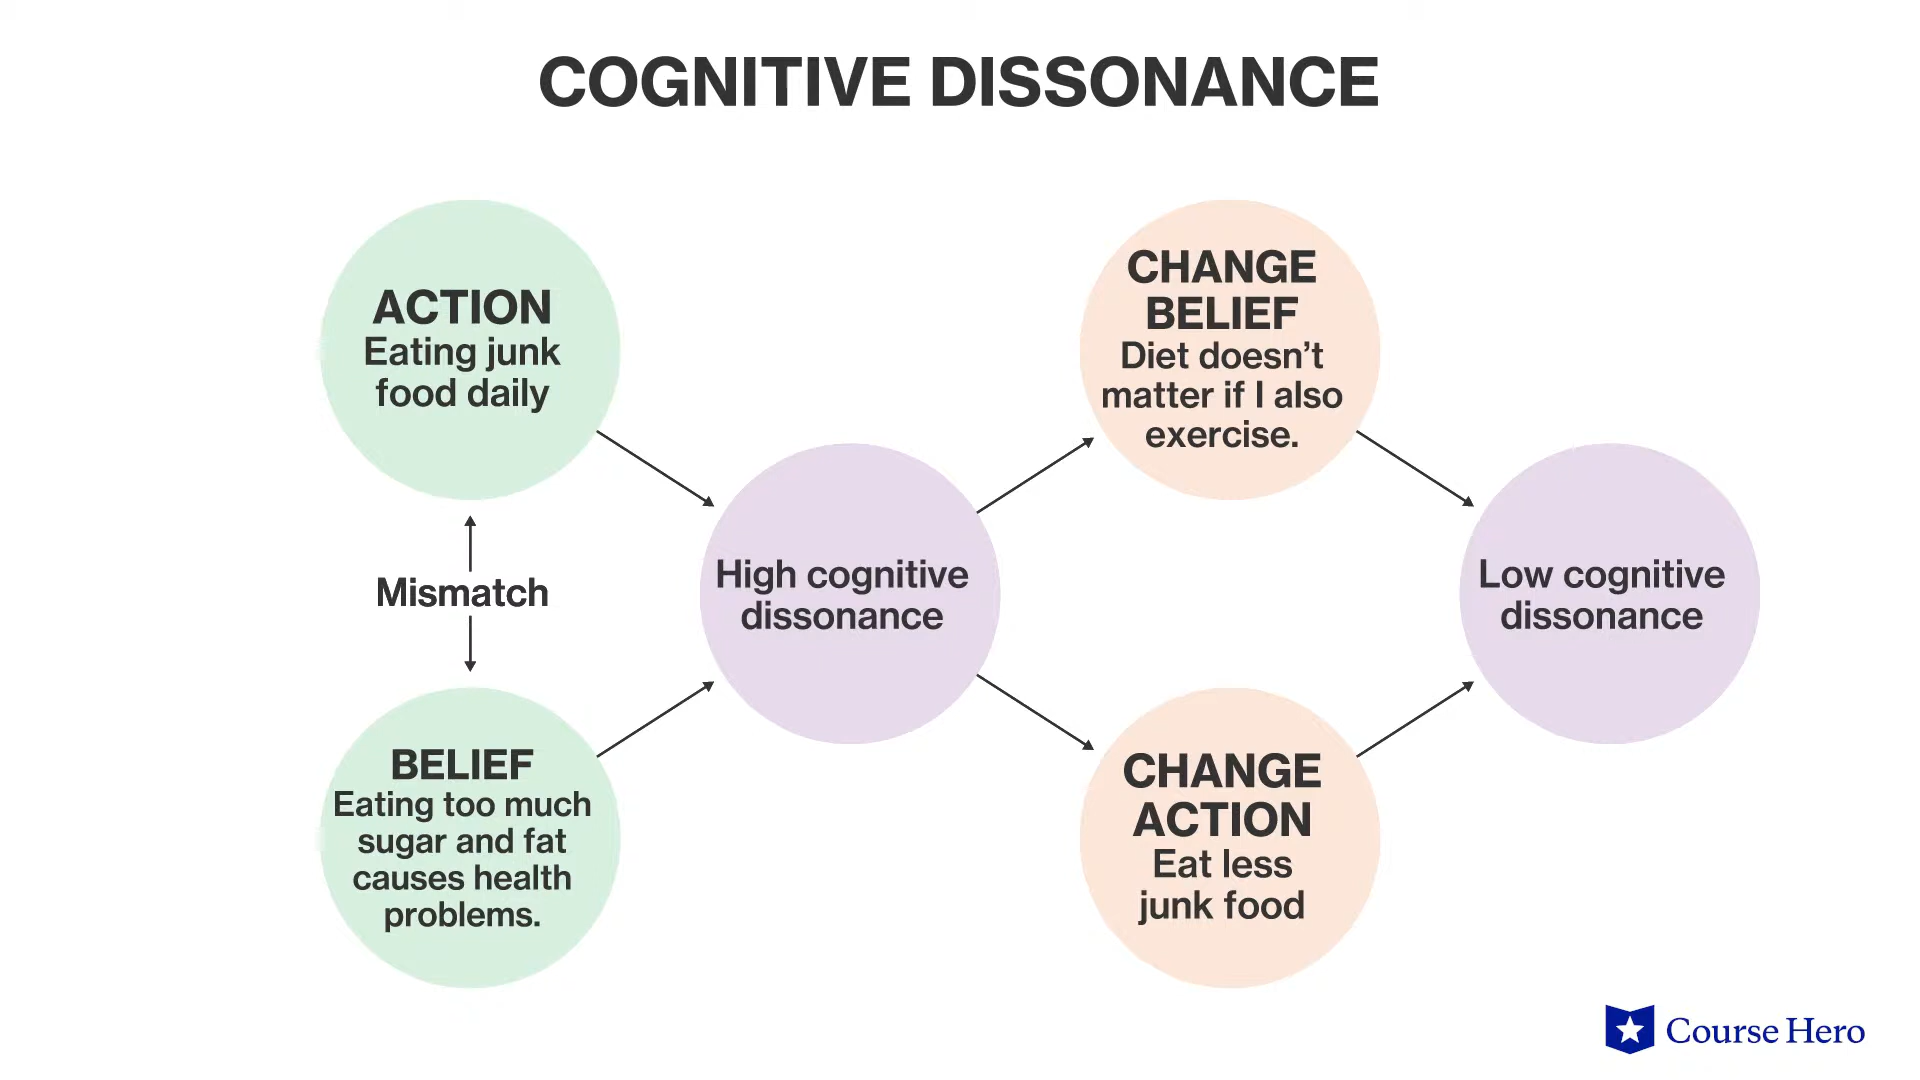 COGNITIVE DISSONANCE
ACTION
Eating junk
food daily
Mismatch
BELIEF
Eating too much
sugar and fat
causes health
problems.
High cognitive
dissonance
CHANGE
BELIEF
Diet doesn’t
matter if I also
exercise.
CHANGE
ACTION
Eat less
junk food
Low cognitive
dissonance
Course Hero